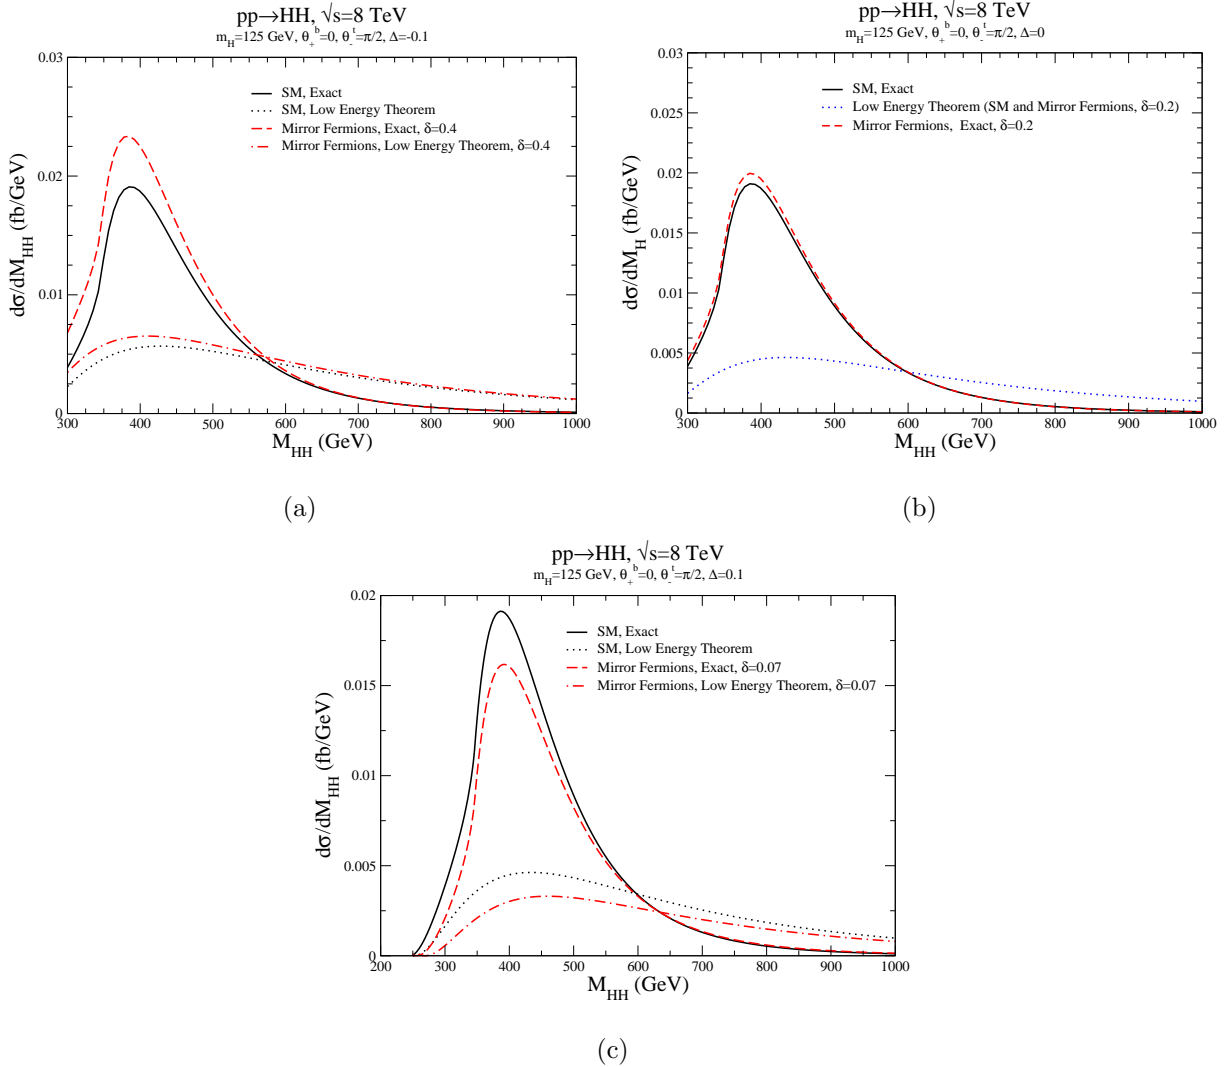 pp→HH, √s=8 TeV
m_H=125 GeV, θ_+^b=0, θ_-^t=π/2, Δ=-0.1
SM, Exact
SM, Low Energy Theorem
Mirror Fermions, Exact, δ=0.4
Mirror Fermions, Low Energy Theorem, δ=0.4
dσ/dM_HH (fb/GeV)
0.03
0.02
0.01
0
300 400 500 600 700 800 900 1000
M_HH (GeV)
(a)
pp→HH, √s=8 TeV
m_H=125 GeV, θ_+^b=0, θ_-^t=π/2, Δ=0
SM, Exact
Low Energy Theorem (SM and Mirror Fermions, δ=0.2)
Mirror Fermions, Exact, δ=0.2
dσ/dM_H (fb/GeV)
0.03
0.025
0.02
0.015
0.01
0.005
0
300 400 500 600 700 800 900 1000
M_HH (GeV)
(b)
pp→HH, √s=8 TeV
m_H=125 GeV, θ_+^b=0, θ_-^t=π/2, Δ=0.1
SM, Exact
SM, Low Energy Theorem
Mirror Fermions, Exact, δ=0.07
Mirror Fermions, Low Energy Theorem, δ=0.07
dσ/dM_HH (fb/GeV)
0.02
0.015
0.01
0.005
0
200 300 400 500 600 700 800 900 1000
M_HH (GeV)
(c)